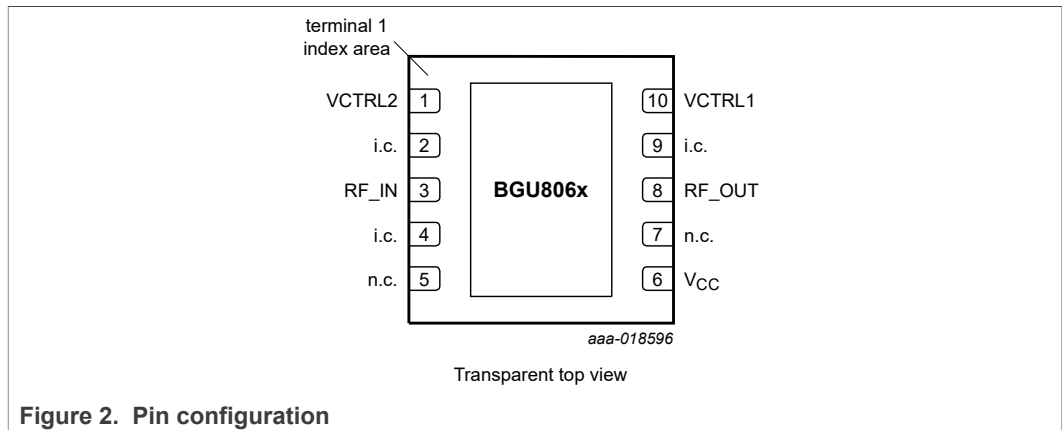 terminal 1
index area
VCTRL2 1 10 VCTRL1
i.c. 2 9 i.c.
RF_IN 3 BGU806x 8 RF_OUT
i.c. 4 7 n.c.
n.c. 5 6 VCC
aaa-018596
Transparent top view
Figure 2. Pin configuration